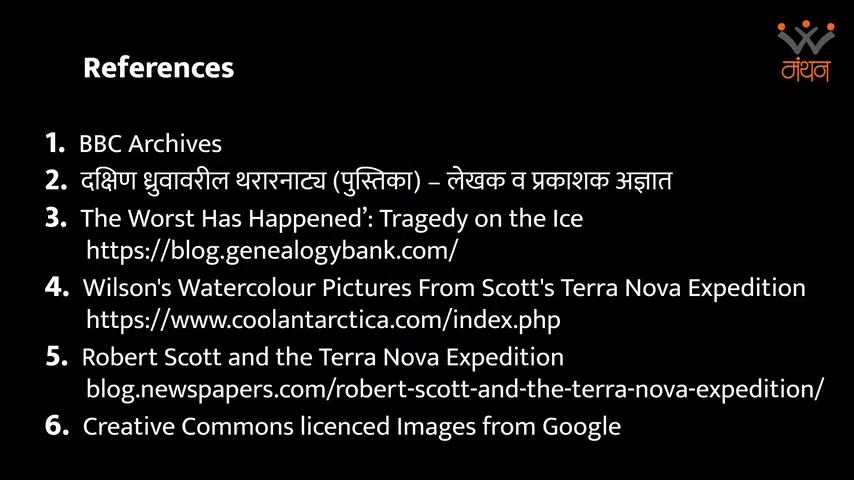 मंथन
References
1. BBC Archives
2. दक्षिण ध्रुवावरील थरारनाट्य (पुस्तिका) – लेखक व प्रकाशक अज्ञात
3. The Worst Has Happened’: Tragedy on the Ice
https://blog.genealogybank.com/
4. Wilson's Watercolour Pictures From Scott's Terra Nova Expedition
https://www.coolantarctica.com/index.php
5. Robert Scott and the Terra Nova Expedition
blog.newspapers.com/robert-scott-and-the-terra-nova-expedition/
6. Creative Commons licenced Images from Google